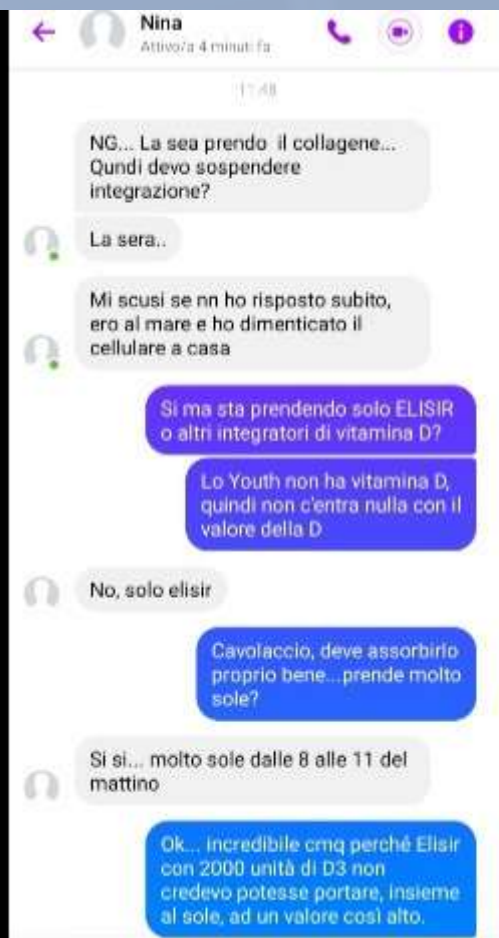 Nina
Attivo/a 4 minuti fa
11:48
NG... La sea prendo il collagene...
Qundi devo sospendere
integrazione?
La sera..
Mi scusi se nn ho risposto subito,
ero al mare e ho dimenticato il
cellulare a casa
Si ma sta prendendo solo ELISIR
o altri integratori di vitamina D?
Lo Youth non ha vitamina D,
quindi non c'entra nulla con il
valore della D
No, solo elisir
Cavolaccio, deve assorbirlo
proprio bene...prende molto
sole?
Si si... molto sole dalle 8 alle 11 del
mattino
Ok... incredibile cmq perché Elisir
con 2000 unità di D3 non
credevo potesse portare, insieme
al sole, ad un valore così alto.